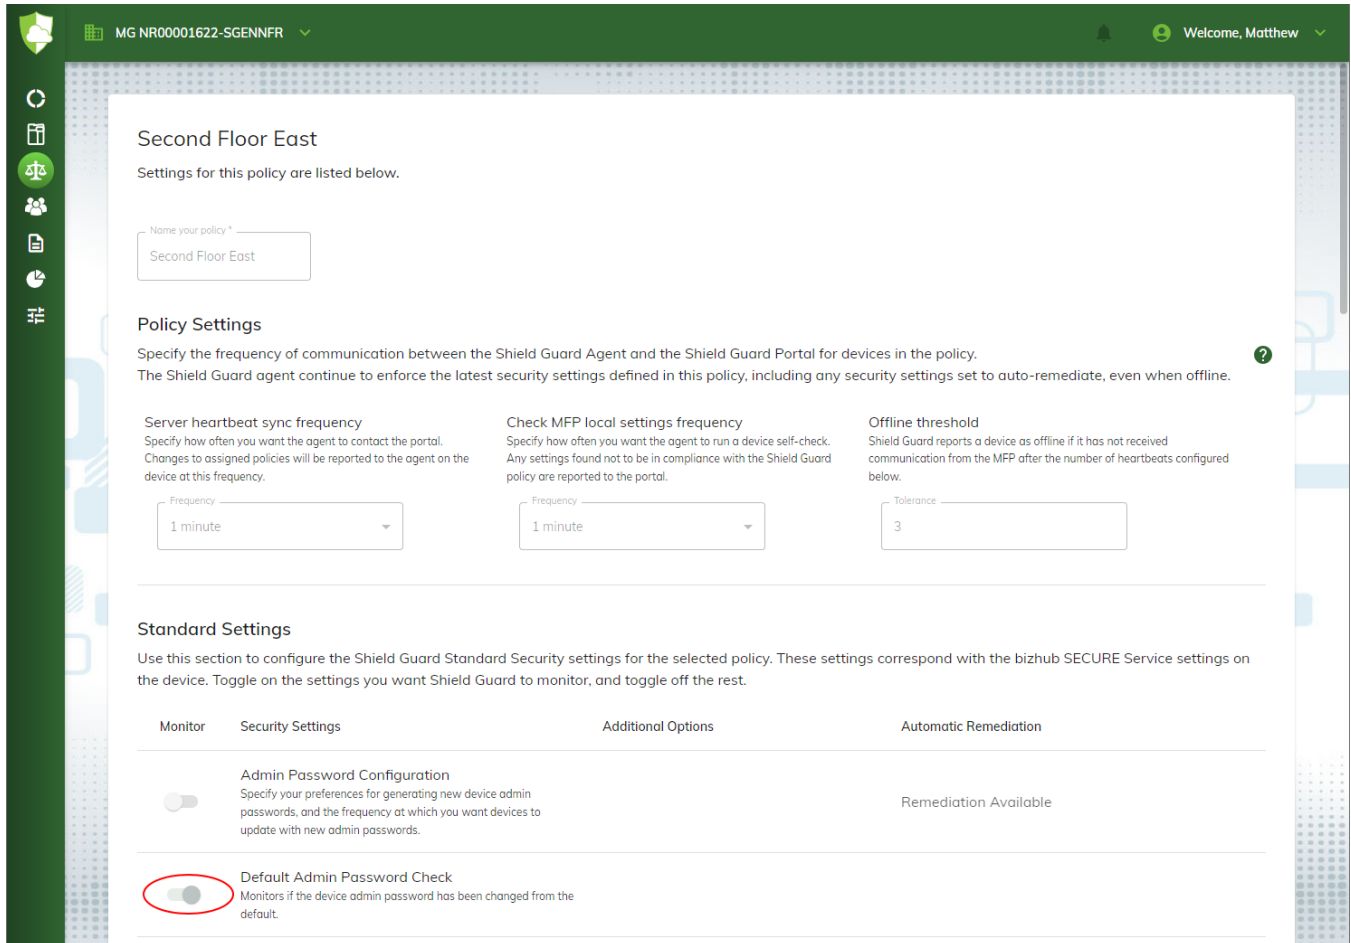 MG NR00001622-SGENNFR
Welcome, Matthew
Second Floor East
Settings for this policy are listed below.
Name your policy *
Second Floor East
Policy Settings
Specify the frequency of communication between the Shield Guard Agent and the Shield Guard Portal for devices in the policy.
The Shield Guard agent continue to enforce the latest security settings defined in this policy, including any security settings set to auto-remediate, even when offline.
?
Server heartbeat sync frequency
Specify how often you want the agent to contact the portal.
Changes to assigned policies will be reported to the agent on the
device at this frequency.
Frequency
1 minute
Check MFP local settings frequency
Specify how often you want the agent to run a device self-check.
Any settings found not to be in compliance with the Shield Guard
policy are reported to the portal.
Frequency
1 minute
Offline threshold
Shield Guard reports a device as offline if it has not received
communication from the MFP after the number of heartbeats configured
below.
Tolerance
3
Standard Settings
Use this section to configure the Shield Guard Standard Security settings for the selected policy. These settings correspond with the bizhub SECURE Service settings on
the device. Toggle on the settings you want Shield Guard to monitor, and toggle off the rest.
Monitor Security Settings Additional Options Automatic Remediation
Admin Password Configuration
Specify your preferences for generating new device admin
passwords, and the frequency at which you want devices to
update with new admin passwords.
Remediation Available
Default Admin Password Check
Monitors if the device admin password has been changed from the
default.